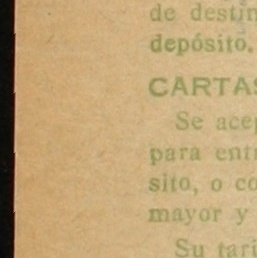 de destin
depósito.
CARTAS
Se acep
para entr
sito, o co
mayor y
Su tari